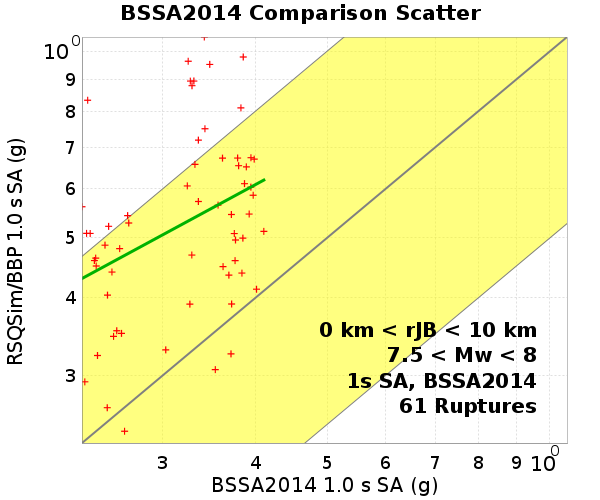 BSSA2014 Comparison Scatter
RSQSim/BBP 1.0 s SA (g)
10⁰
9
8
7
6
5
4
3
0 km < rJB < 10 km
7.5 < Mw < 8
1s SA, BSSA2014
61 Ruptures
3 4 5 6 7 8 9 10⁰
BSSA2014 1.0 s SA (g)